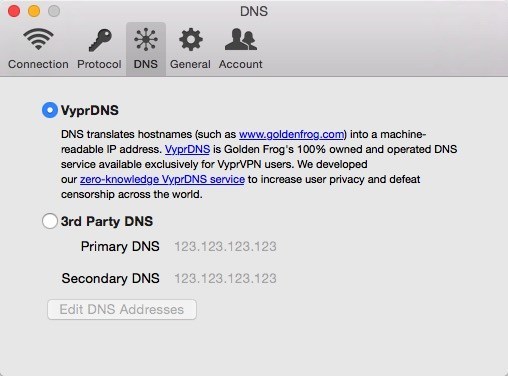 DNS
Connection Protocol DNS General Account
VyprDNS
DNS translates hostnames (such as www.goldenfrog.com) into a machine-
readable IP address. VyprDNS is Golden Frog's 100% owned and operated DNS
service available exclusively for VyprVPN users. We developed
our zero-knowledge VyprDNS service to increase user privacy and defeat
censorship across the world.
3rd Party DNS
Primary DNS 123.123.123.123
Secondary DNS 123.123.123.123
Edit DNS Addresses